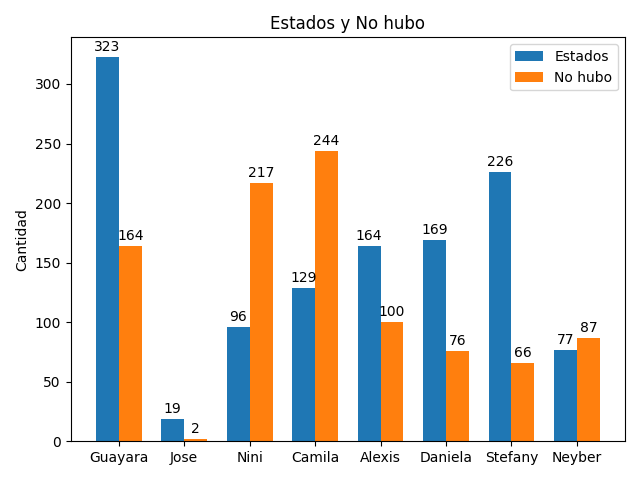 Estados y No hubo
Estados
No hubo
Cantidad
300
250
200
150
100
50
0
323
164
19
2
96
217
129
244
164
100
169
76
226
66
77
87
Guayara
Jose
Nini
Camila
Alexis
Daniela
Stefany
Neyber